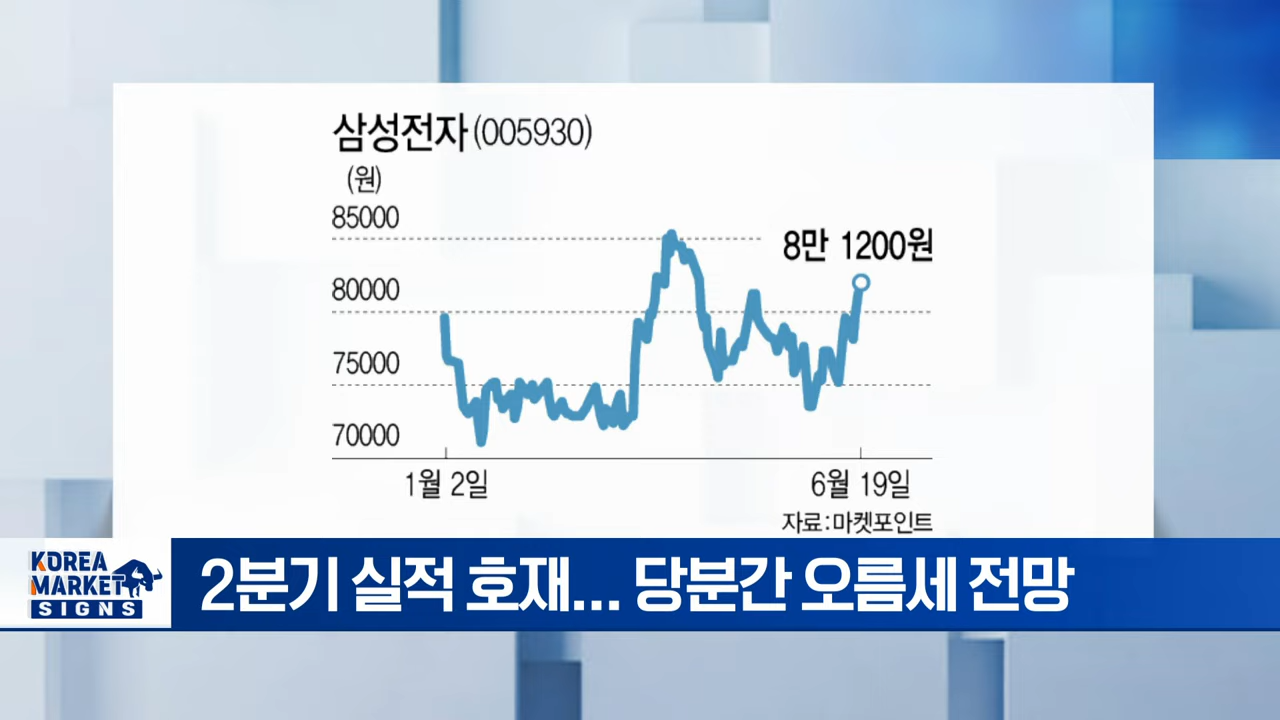 삼성전자(005930)
(원)
85000
8만 1200원
80000
75000
70000
1월 2일
6월 19일
자료:마켓포인트
KOREA
MARKET
SIGNS
2분기 실적 호재... 당분간 오름세 전망